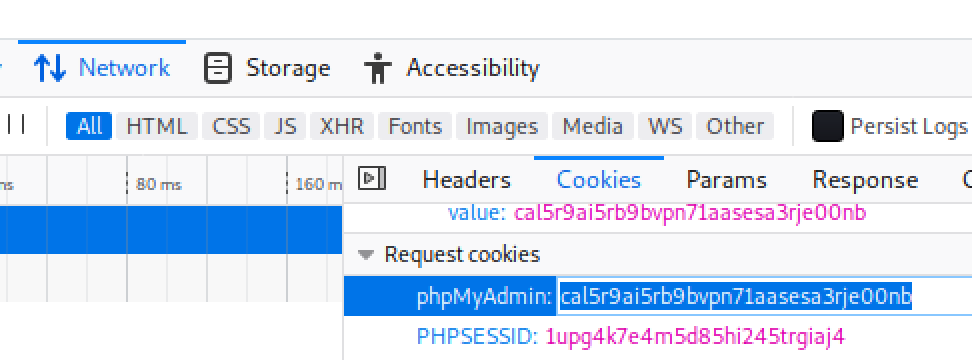 Network Storage Accessibility
All HTML CSS JS XHR Fonts Images Media WS Other Persist Logs
80 ms
Headers Cookies Params Response
value: cal5r9ai5rb9bvpn71aasesa3rje00nb
Request cookies
phpMyAdmin: cal5r9ai5rb9bvpn71aasesa3rje00nb
PHPSESSID: 1upg4k7e4m5d85hi245trgiaj4